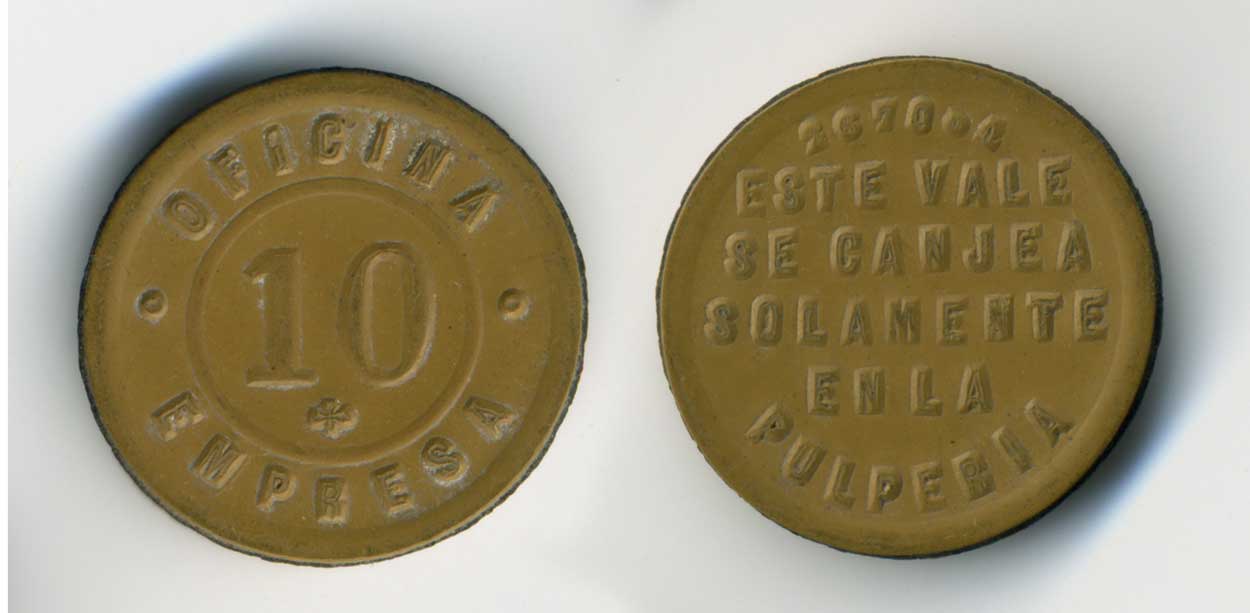 OFICINA
10
EMPRESA
ESTE VALE
SE CANJEA
SOLAMENTE
EN LA
PULPERIA